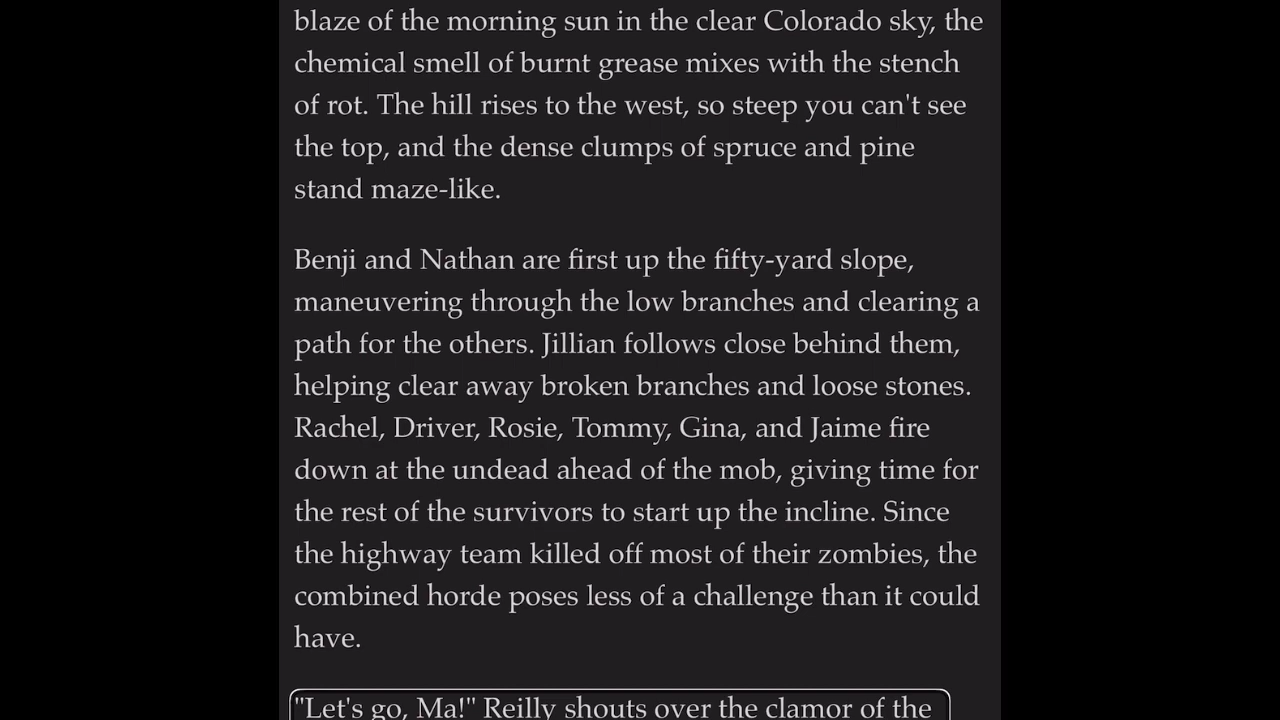 blaze of the morning sun in the clear Colorado sky, the
chemical smell of burnt grease mixes with the stench
of rot. The hill rises to the west, so steep you can't see
the top, and the dense clumps of spruce and pine
stand maze-like.
Benji and Nathan are first up the fifty-yard slope,
maneuvering through the low branches and clearing a
path for the others. Jillian follows close behind them,
helping clear away broken branches and loose stones.
Rachel, Driver, Rosie, Tommy, Gina, and Jaime fire
down at the undead ahead of the mob, giving time for
the rest of the survivors to start up the incline. Since
the highway team killed off most of their zombies, the
combined horde poses less of a challenge than it could
have.
"Let's go, Ma!" Reilly shouts over the clamor of the